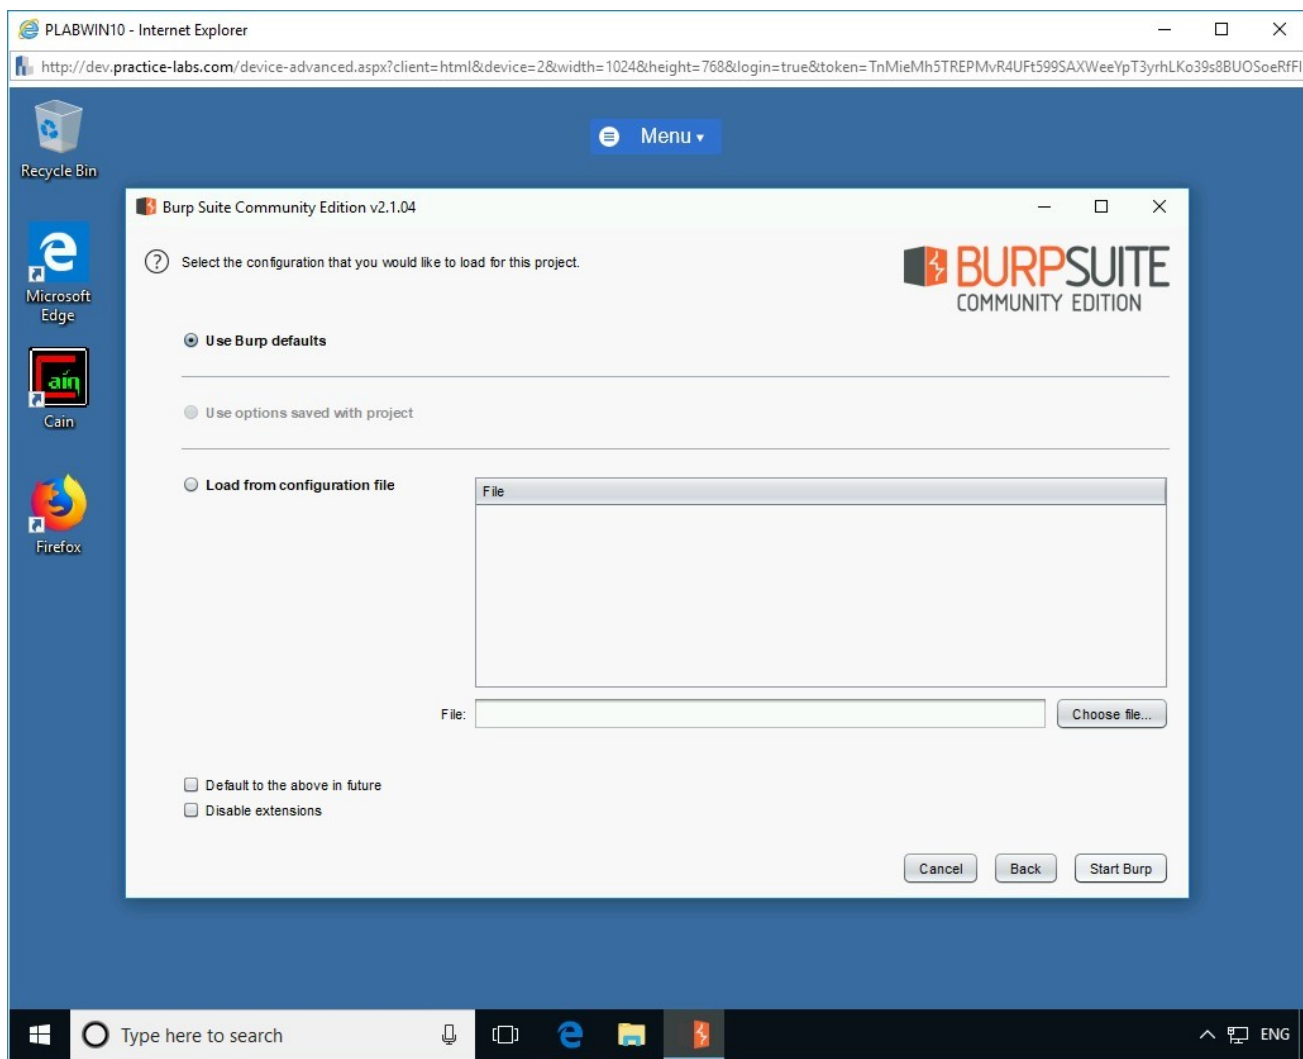 PLABWIN10 - Internet Explorer
http://dev.practice-labs.com/device-advanced.aspx?client=html&device=2&width=1024&height=768&login=true&token=TnMieMh5TREPMvR4UFt599SAXWeeYpT3yrhLKo39s8BUOSoeRfFI
Menu
Recycle Bin
Burp Suite Community Edition v2.1.04
Select the configuration that you would like to load for this project.
BURPSUITE
COMMUNITY EDITION
Microsoft
Edge
Use Burp defaults
Cain
Use options saved with project
Load from configuration file
File
Firefox
File:
Choose file...
Default to the above in future
Disable extensions
Cancel
Back
Start Burp
Type here to search
ENG